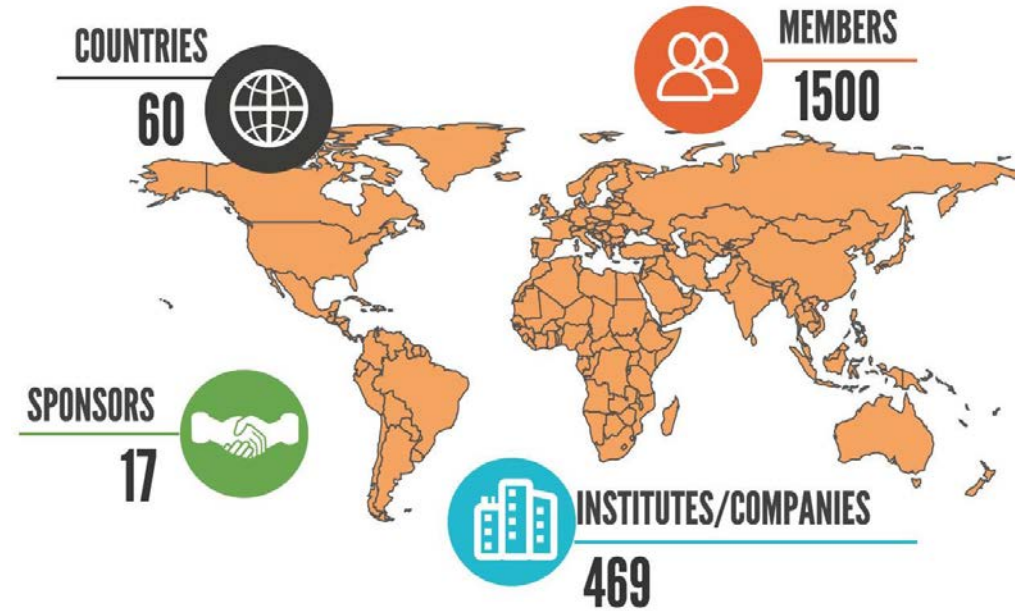 COUNTRIES
60
MEMBERS
1500
SPONSORS
17
INSTITUTES/COMPANIES
469